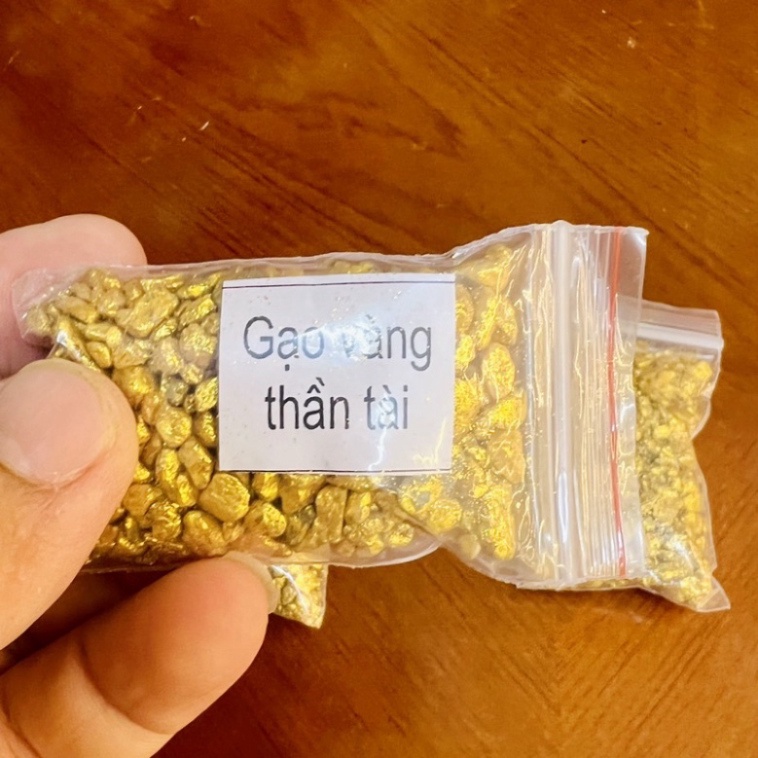 Gạo vàng
thần tài